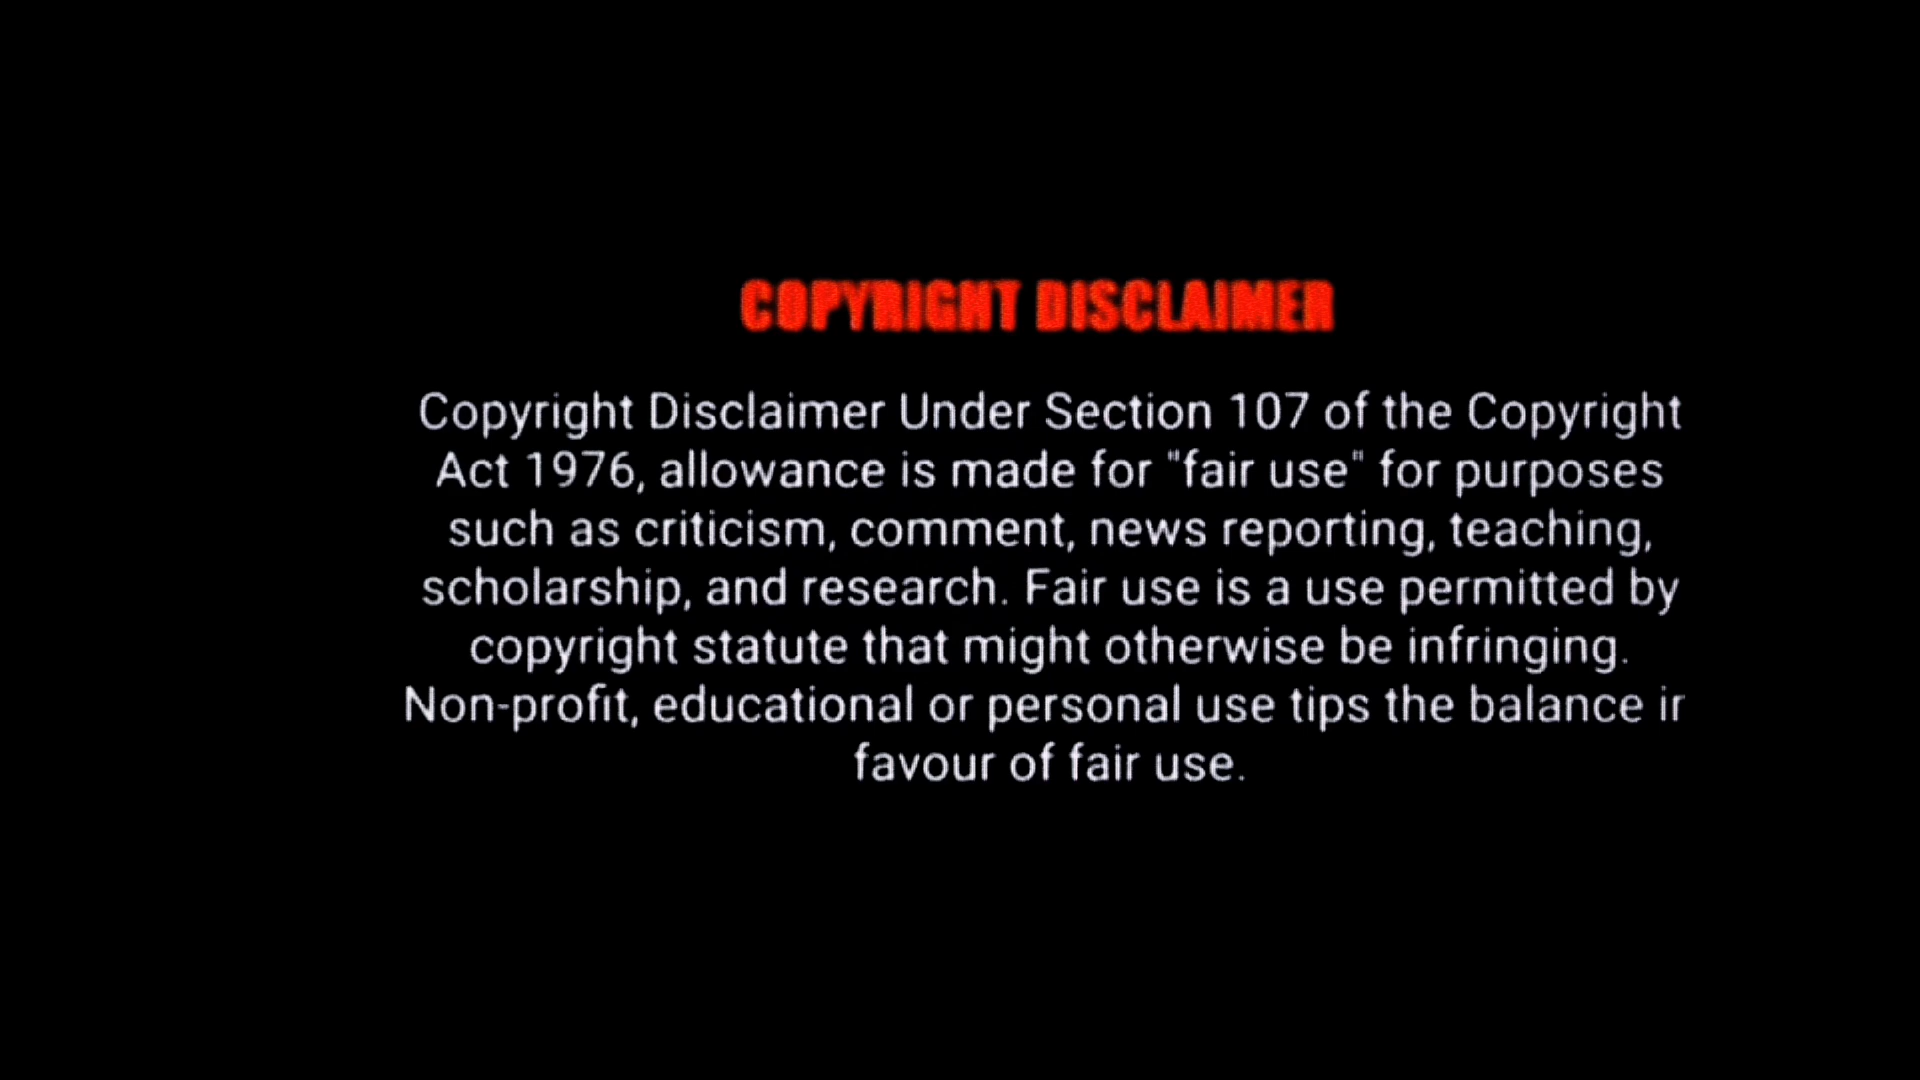 COPYRIGHT DISCLAIMER
Copyright Disclaimer Under Section 107 of the Copyright
Act 1976, allowance is made for "fair use" for purposes
such as criticism, comment, news reporting, teaching,
scholarship, and research. Fair use is a use permitted by
copyright statute that might otherwise be infringing.
Non-profit, educational or personal use tips the balance
favour of fair use.